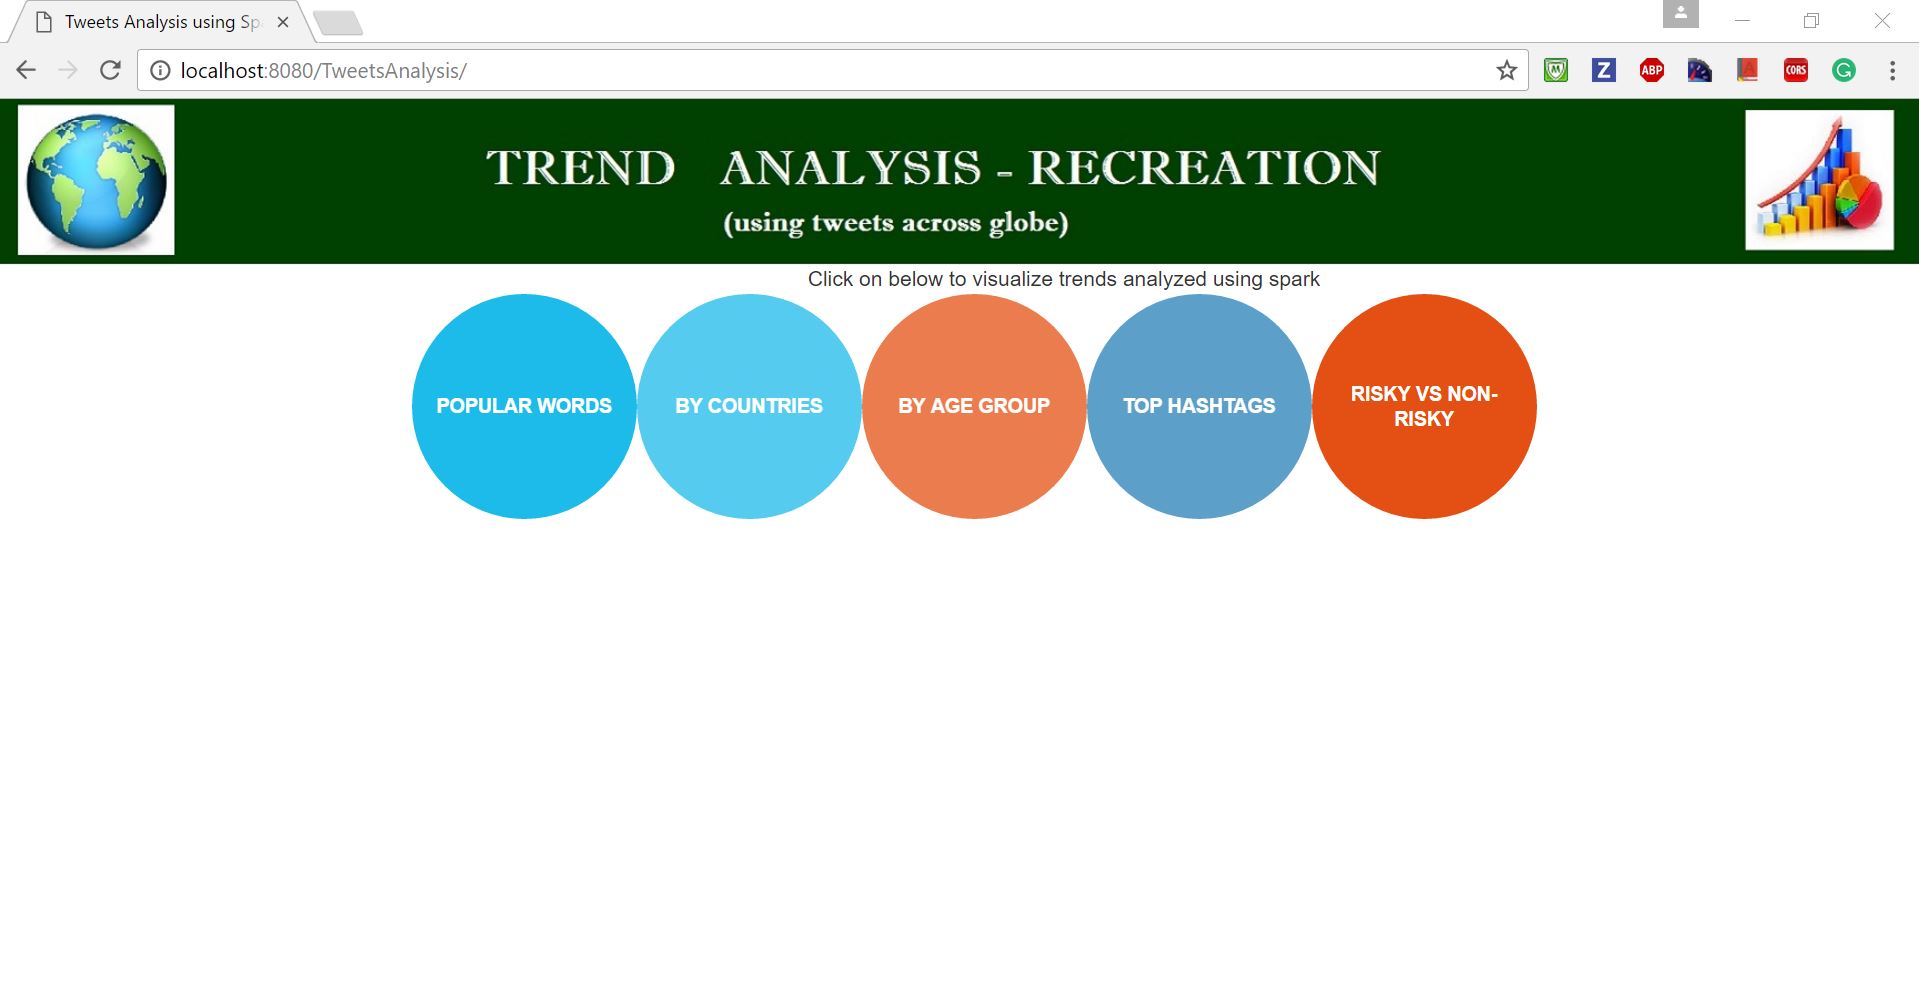 Tweets Analysis using Sp
localhost:8080/TweetsAnalysis/
Z
ABP
A
CORS
G
TREND ANALYSIS - RECREATION
(using tweets across globe)
Click on below to visualize trends analyzed using spark
POPULAR WORDS
BY COUNTRIES
BY AGE GROUP
TOP HASHTAGS
RISKY VS NON-
RISKY